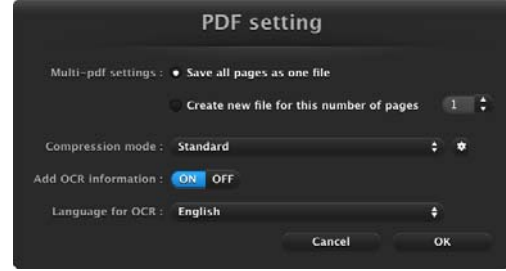 PDF setting
Multi-pdf settings : Save all pages as one file
Create new file for this number of pages 1
Compression mode : Standard
Add OCR information : ON OFF
Language for OCR : English
Cancel OK